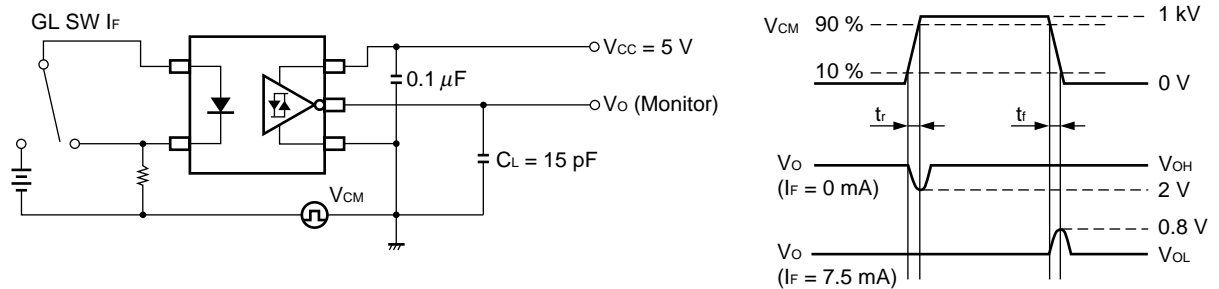 GL SW IF
VCC = 5 V
0.1 μF
VO (Monitor)
CL = 15 pF
VCM
VCM 90 %
1 kV
10 %
0 V
tr
tf
VO
(IF = 0 mA)
VOH
2 V
0.8 V
VO
(IF = 7.5 mA)
VOL